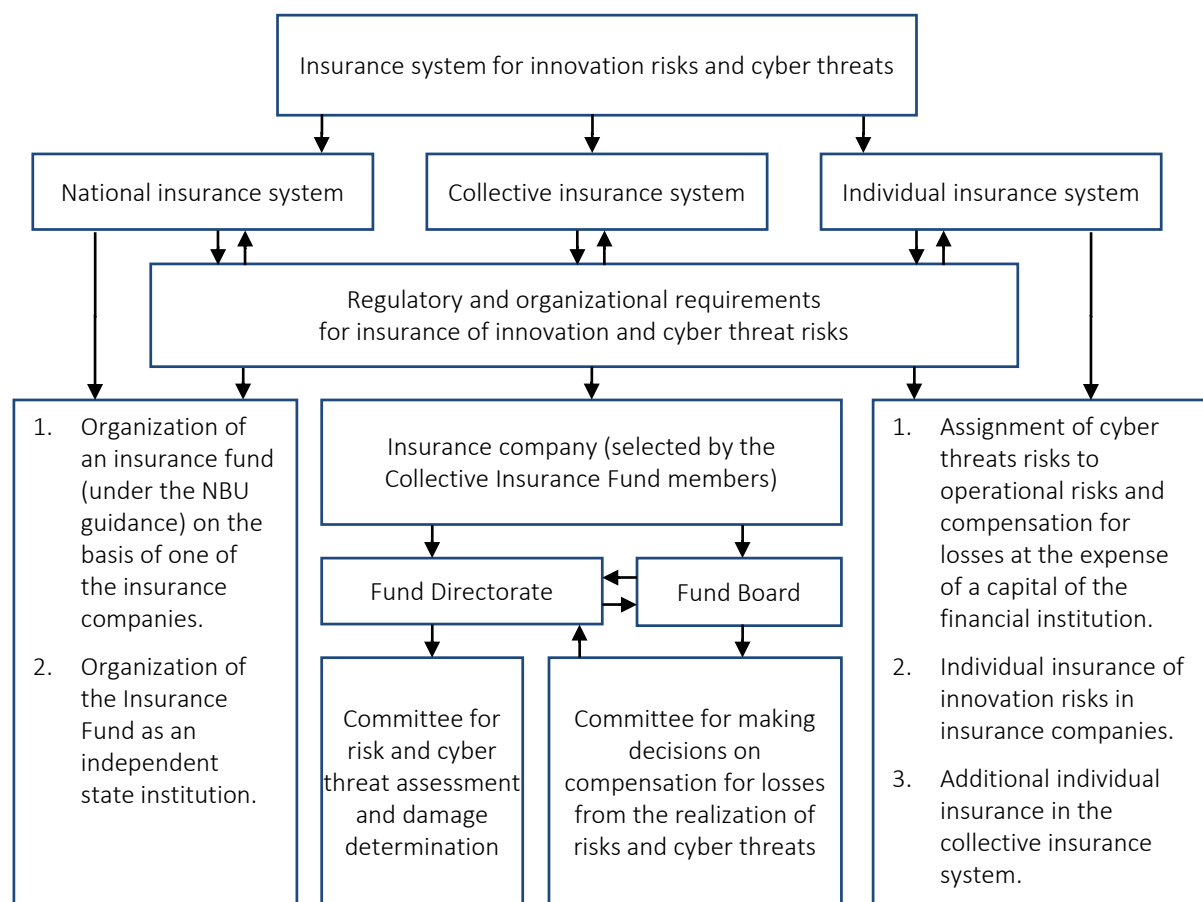 Insurance system for innovation risks and cyber threats
National insurance system
Collective insurance system
Individual insurance system
Regulatory and organizational requirements
for insurance of innovation and cyber threat risks
1. Organization of
an insurance fund
(under the NBU
guidance) on the
basis of one of
the insurance
companies.
2. Organization of
the Insurance
Fund as an
independent
state institution.
Insurance company (selected by the
Collective Insurance Fund members)
Fund Directorate
Fund Board
Committee for
risk and cyber
threat assessment
and damage
determination
Committee for making
decisions on
compensation for losses
from the realization of
risks and cyber threats
1. Assignment of cyber
threats risks to
operational risks and
compensation for
losses at the expense
of a capital of the
financial institution.
2. Individual insurance of
innovation risks in
insurance companies.
3. Additional individual
insurance in the
collective insurance
system.